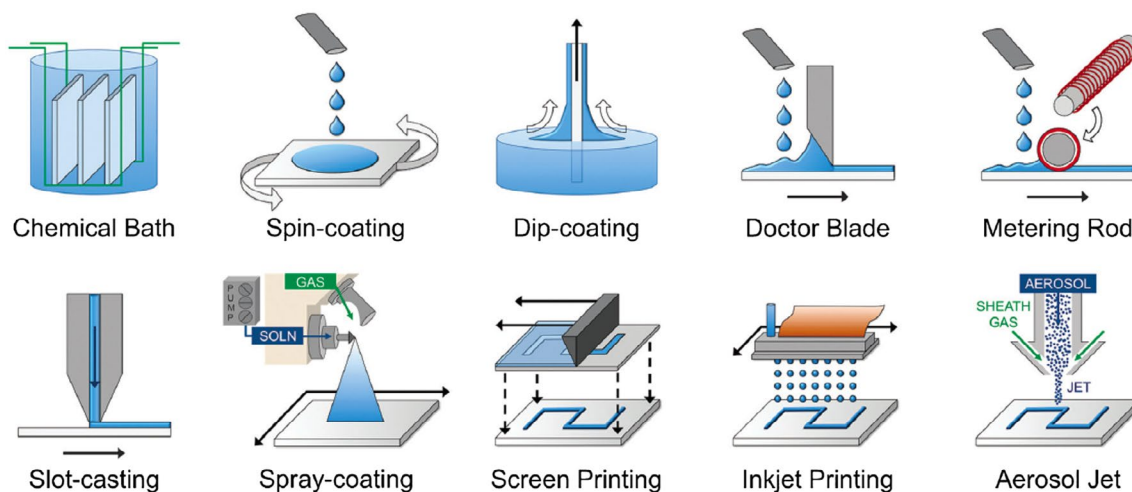 Chemical Bath
Spin-coating
Dip-coating
Doctor Blade
Metering Rod
PUMP
GAS
SOLN
AEROSOL
SHEATH
GAS
JET
Slot-casting
Spray-coating
Screen Printing
Inkjet Printing
Aerosol Jet